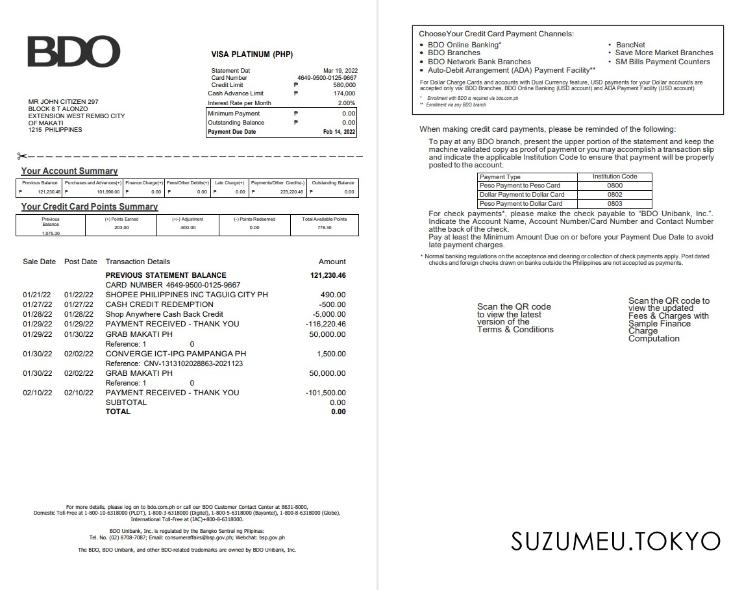 BDO
VISA PLATINUM (PHP)
Statement Dat Mar 19, 2022
Card Number 4649-9500-0125-9667
Credit Limit ₱ 580,000
Cash Advance Limit ₱ 174,000
Interest Rate per Month 2.00%
Minimum Payment ₱ 0.00
Outstanding Balance ₱ 0.00
Payment Due Date Feb 14, 2022
MR JOHN CITIZEN 297
BLOCK 8 T ALONZO
EXTENSION WEST REMBO CITY
OF MAKATI
1215 PHILIPPINES
Your Account Summary
Previous Balance Purchases and Advances(+) Finance Charge(+) Fees/Other Debits(+) Late Charge(+) Payments/Other Credits(-) Outstanding Balance
₱ 121,230.46 ₱ 101,990.00 ₱ 0.00 ₱ 0.00 ₱ 0.00 ₱ 223,220.46 ₱ 0.00
Your Credit Card Points Summary
Previous Balance (+) Points Earned (+/-) Adjustment (-) Points Redeemed Total Available Points
203.00 0.00
Sale Date Post Date Transaction Details Amount
PREVIOUS STATEMENT BALANCE 121,230.46
CARD NUMBER 4649-9500-0125-9667
01/21/22 01/22/22 SHOPEE PHILIPPINES INC TAGUIG CITY PH 490.00
01/27/22 01/27/22 CASH CREDIT REDEMPTION -500.00
01/28/22 01/28/22 Shop Anywhere Cash Back Credit -5,000.00
01/29/22 01/29/22 PAYMENT RECEIVED - THANK YOU -116,220.46
01/29/22 01/30/22 GRAB MAKATI PH 50,000.00
Reference: 1 0
01/30/22 02/02/22 CONVERGE ICT-IPG PAMPANGA PH 1,500.00
Reference: CNV-1313102028863-2021123
01/30/22 02/02/22 GRAB MAKATI PH 50,000.00
Reference: 1 0
02/10/22 02/10/22 PAYMENT RECEIVED - THANK YOU -101,500.00
SUBTOTAL 0.00
TOTAL 0.00
For more details, please log on to bdo.com.ph or call our BDO Customer Contact Center at 8631-8000,
Domestic Toll-Free at 1-800-10-6318000 (PLDT), 1-800-3-6318000 (Digitel), 1-800-5-6318000 (Bayantel), 1-800-8-6318000 (Globe),
International Toll-Free at (IAC)+800-8-6318000.
BDO Unibank, Inc. is regulated by the Bangko Sentral ng Pilipinas:
Tel. No. (02) 8708-7087; Email: consumeraffairs@bsp.gov.ph; Webchat: bsp.gov.ph
The BDO, BDO Unibank, and other BDO-related trademarks are owned by BDO Unibank, Inc.
ChooseYour Credit Card Payment Channels:
• BDO Online Banking*
• BDO Branches
• BDO Network Bank Branches
• Auto-Debit Arrangement (ADA) Payment Facility**
• BancNet
• Save More Market Branches
• SM Bills Payment Counters
For Dollar Charge Cards and accounts with Dual Currency feature, USD payments for your Dollar account/s are
accepted only via: BDO Branches, BDO Online Banking (USD account) and ADA Payment Facility (USD account)
* Enrollment with BDO is required via bdo.com.ph
** Enrollment via any BDO branch
When making credit card payments, please be reminded of the following:
To pay at any BDO branch, present the upper portion of the statement and keep the
machine validated copy as proof of payment or you may accomplish a transaction slip
and indicate the applicable Institution Code to ensure that payment will be properly
posted to the account.
Payment Type Institution Code
Peso Payment to Peso Card 0800
Dollar Payment to Dollar Card 0802
Peso Payment to Dollar Card 0803
For check payments*, please make the check payable to "BDO Unibank, Inc.".
Indicate the Account Name, Account Number/Card Number and Contact Number
atthe back of the check.
Pay at least the Minimum Amount Due on or before your Payment Due Date to avoid
late payment charges.
* Normal banking regulations on the acceptance and clearing or collection of check payments apply. Post dated
checks and foreign checks drawn on banks outside the Philippines are not accepted as payments.
Scan the QR code
to view the latest
version of the
Terms & Conditions
Scan the QR code to
view the updated
Fees & Charges with
Sample Finance
Charge
Computation
SUZUMEU.TOKYO